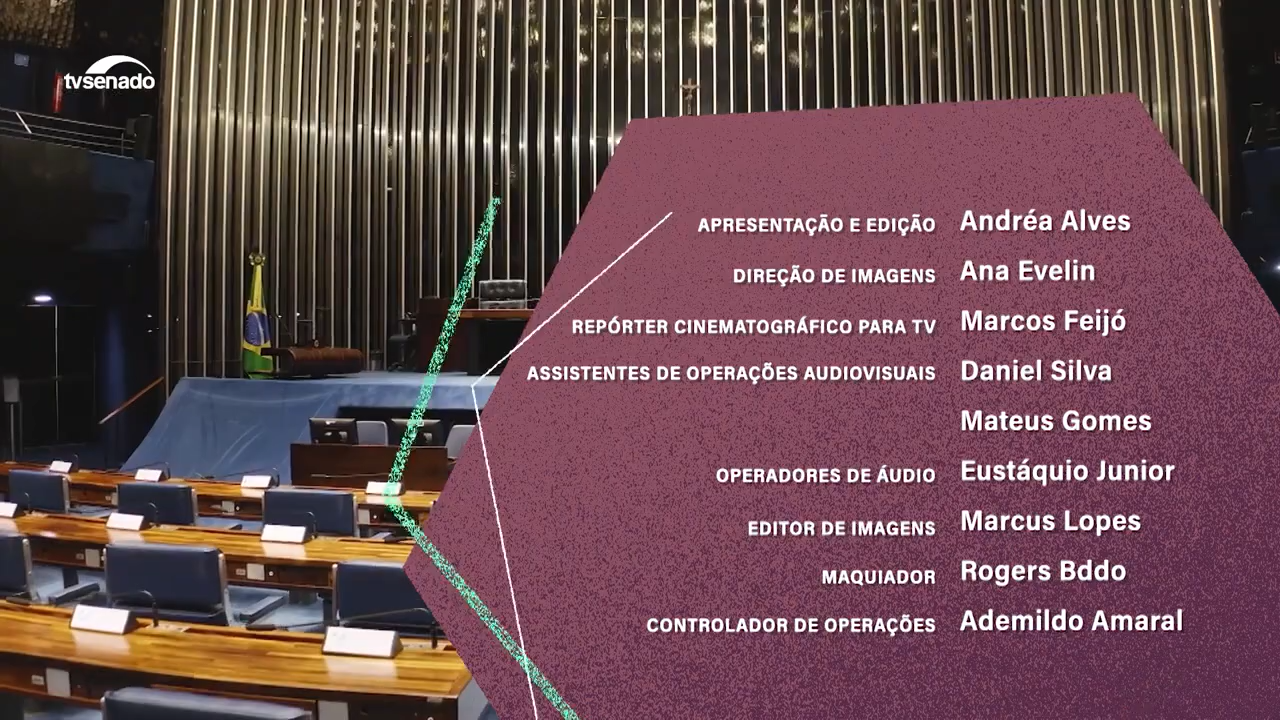 tvsenado
APRESENTAÇÃO E EDIÇÃO Andréa Alves
DIREÇÃO DE IMAGENS Ana Evelin
REPÓRTER CINEMATOGRÁFICO PARA TV Marcos Feijó
ASSISTENTES DE OPERAÇÕES AUDIOVISUAIS Daniel Silva
Mateus Gomes
OPERADORES DE ÁUDIO Eustáquio Junior
EDITOR DE IMAGENS Marcus Lopes
MAQUIADOR Rogers Bddo
CONTROLADOR DE OPERAÇÕES Ademildo Amaral